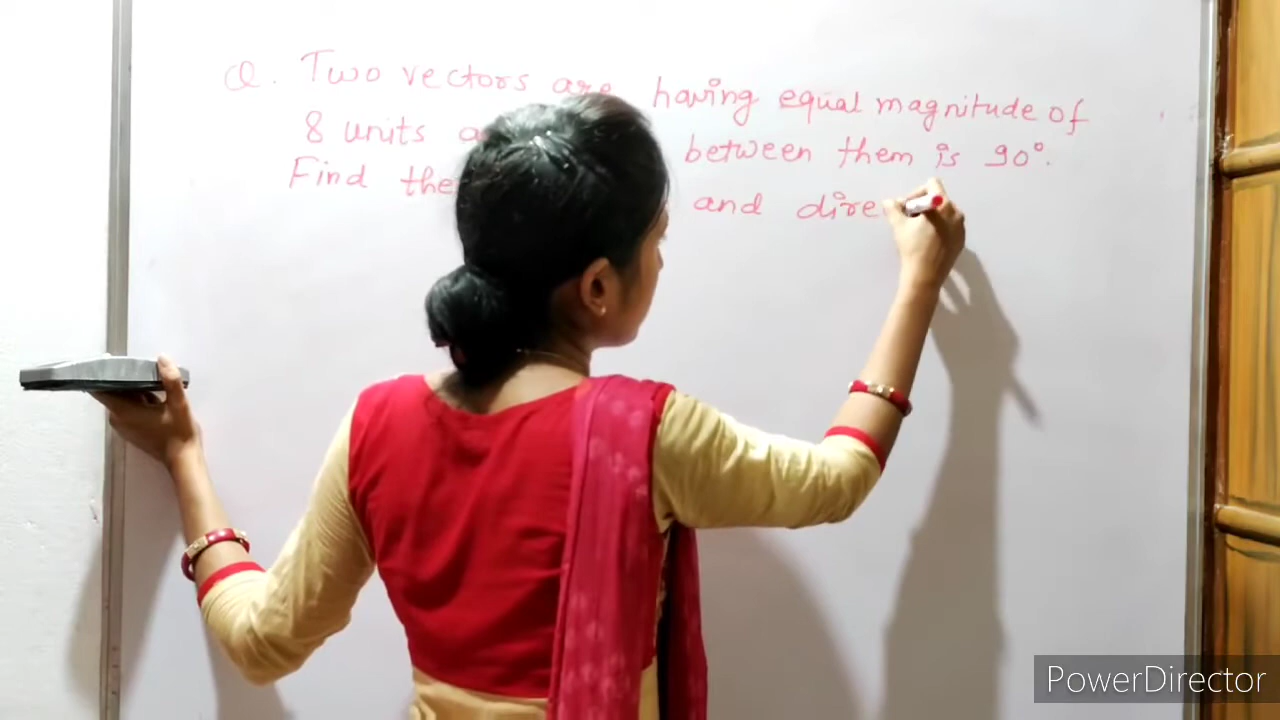 Q. Two vectors are having equal magnitude of
8 units between them is 90°.
Find the and dire
PowerDirector